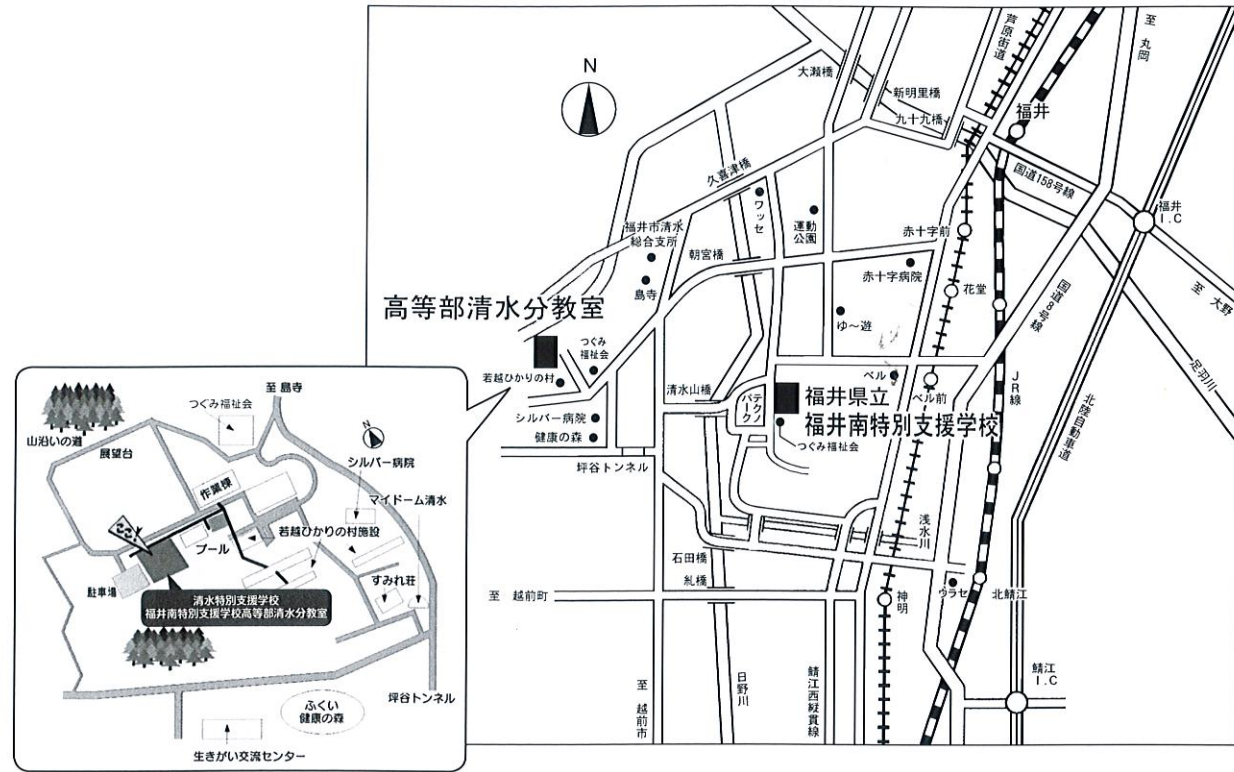 N
大瀬橋
新明里橋
九十九橋
芦原街道
至 丸岡
福井
国道158号線
福井
I.C
久喜津橋
ワッセ
運動
公園
福井市清水
総合支所
朝宮橋
島寺
赤十字前
赤十字病院
花堂
国道8号線
至 大野
足羽川
高等部清水分教室
ゆ〜遊
つぐみ
福祉会
若越ひかりの村
清水山橋
テクノ
パーク
ベル
ベル前
JR線
北陸自動車道
福井県立
福井南特別支援学校
つぐみ福祉会
シルバー病院
健康の森
坪谷トンネル
浅水川
石田橋
糺橋
至 越前町
神明
ウラセ
北鯖江
至 越前市
日野川
鯖江西縦貫線
鯖江
I.C
至 島寺
つぐみ福祉会
N
山沿いの道
展望台
シルバー病院
作業棟
マイドーム清水
ココ
若越ひかりの村施設
プール
駐車場
すみれ荘
清水特別支援学校
福井南特別支援学校高等部清水分教室
坪谷トンネル
ふくい
健康の森
生きがい交流センター